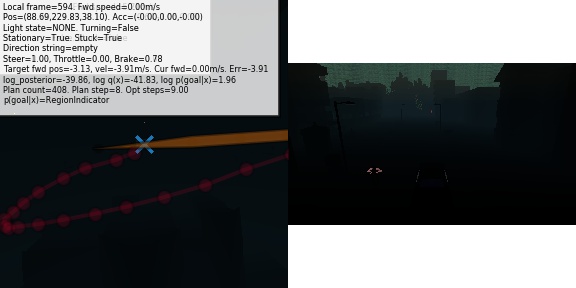 Local frame=594. Fwd.speed=0.00m/s
Pos=(88.69,229.83,38.10). Acc=(-0.00,0.00,-0.00)
Light state=NONE. Turning=False
Stationary=True. Stuck=True
Direction string=empty
Steer=1.00, Throttle=0.00, Brake=0.78
Target fwd pos=-3.13, vel=-3.91m/s. Cur fwd=0.00m/s. Err=-3.91
log_posterior=-39.86, log q(x)=-41.83, log p(goal|x)=1.96
Plan count=408. Plan step=8. Opt steps=9.00
p(goal|x)=RegionIndicator